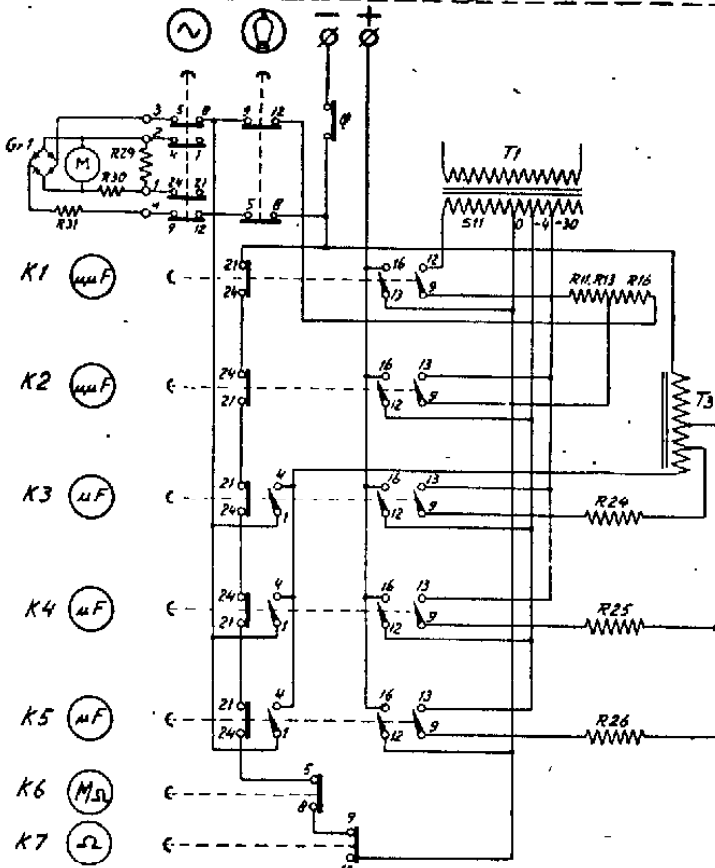 ~ − +
3 5 8 9 12 φ
Gr1 2 4 1 T1
M R29
R30 1 24 21
R31 4 9 12 5 8 S11 0 -4 -30
K1 μμF 21 24 16 13 12 9 R11 R13 R16
K2 μμF 24 21 16 12 13 9 T3
K3 μF 21 24 4 1 16 12 13 9 R24
K4 μF 24 21 4 1 16 12 13 9 R25
K5 μF 21 24 4 1 16 12 13 9 R26
K6 MΩ 5 8
K7 Ω 9